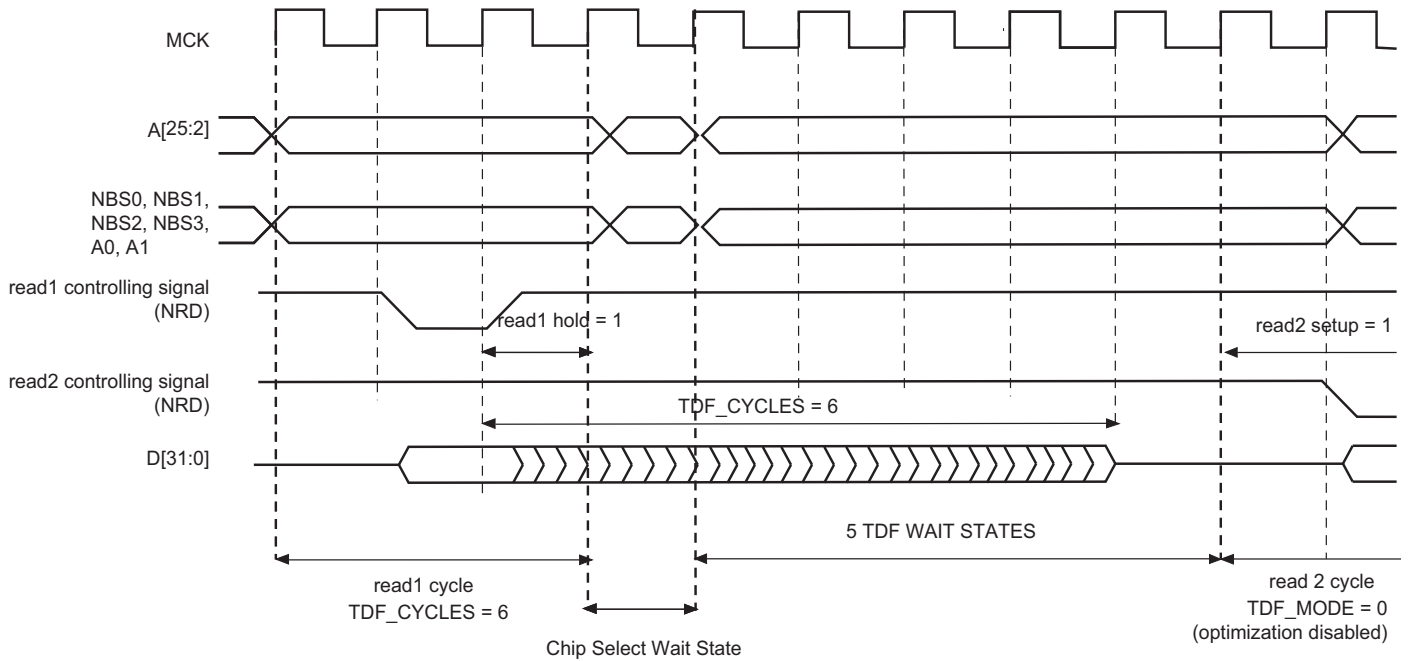 MCK
A[25:2]
NBS0, NBS1,
NBS2, NBS3,
A0, A1
read1 controlling signal
(NRD)
read1 hold = 1
read2 setup = 1
read2 controlling signal
(NRD)
TDF_CYCLES = 6
D[31:0]
5 TDF WAIT STATES
read1 cycle
TDF_CYCLES = 6
read 2 cycle
TDF_MODE = 0
(optimization disabled)
Chip Select Wait State